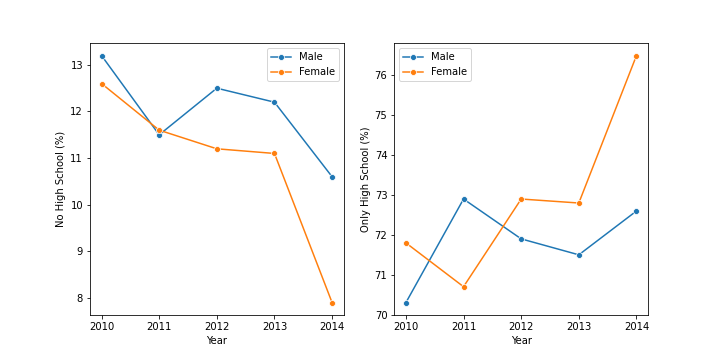 No High School (%)
13
12
11
10
9
8
2010 2011 2012 2013 2014
Year
Male
Female
Only High School (%)
76
75
74
73
72
71
70
2010 2011 2012 2013 2014
Year
Male
Female